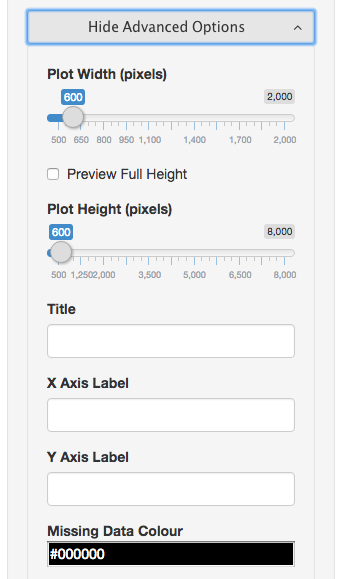 Hide Advanced Options
Plot Width (pixels)
600 2,000
500 650 800 950 1,100 1,400 1,700 2,000
Preview Full Height
Plot Height (pixels)
600 8,000
500 1,2502,000 3,500 5,000 6,500 8,000
Title
X Axis Label
Y Axis Label
Missing Data Colour
#000000